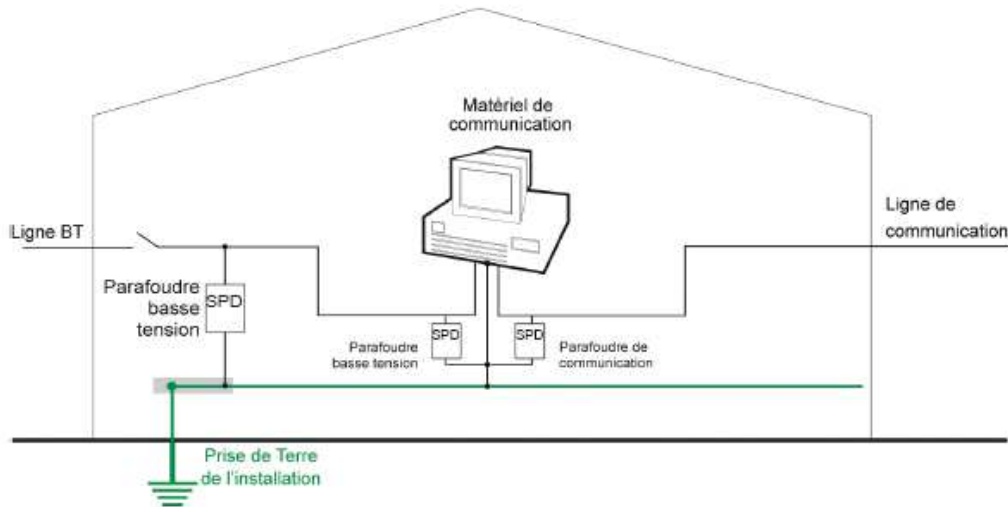 Matériel de
communication
Ligne BT
Ligne de
communication
Parafoudre
basse
tension
SPD
SPD
SPD
Parafoudre
basse tension
Parafoudre de
communication
Prise de Terre
de l'installation